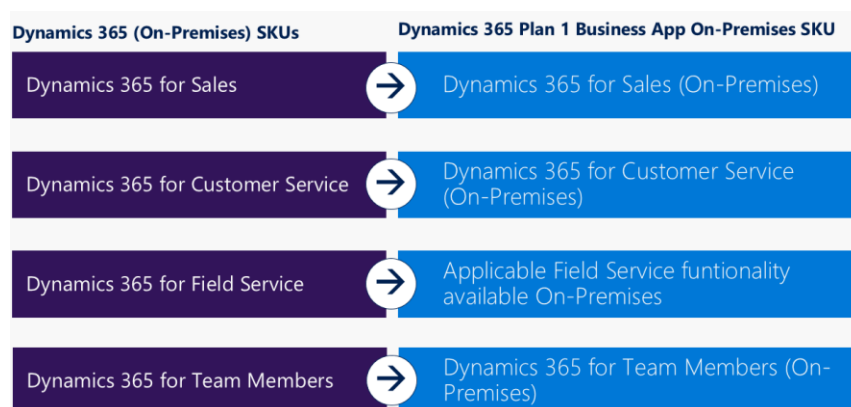 Dynamics 365 (On-Premises) SKUs
Dynamics 365 Plan 1 Business App On-Premises SKU
Dynamics 365 for Sales
Dynamics 365 for Sales (On-Premises)
Dynamics 365 for Customer Service
Dynamics 365 for Customer Service
(On-Premises)
Dynamics 365 for Field Service
Applicable Field Service funtionality
available On-Premises
Dynamics 365 for Team Members
Dynamics 365 for Team Members (On-
Premises)